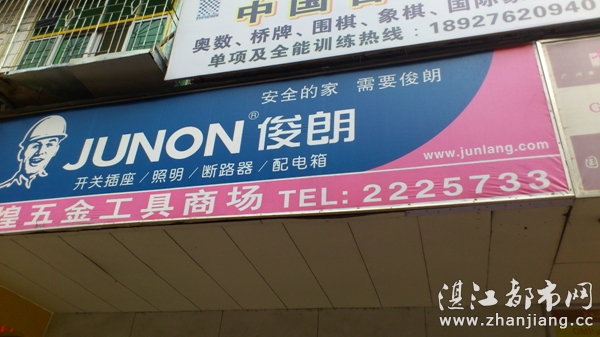 中国
奥数、桥牌、围棋、象棋、国际
单项及全能训练热线：18927620940
安全的家 需要俊朗
JUNON® 俊朗
www.junlang.com
开关插座/照明/断路器/配电箱
煌五金工具商场 TEL: 2225733
湛江都市网
www.zhanjiang.cc